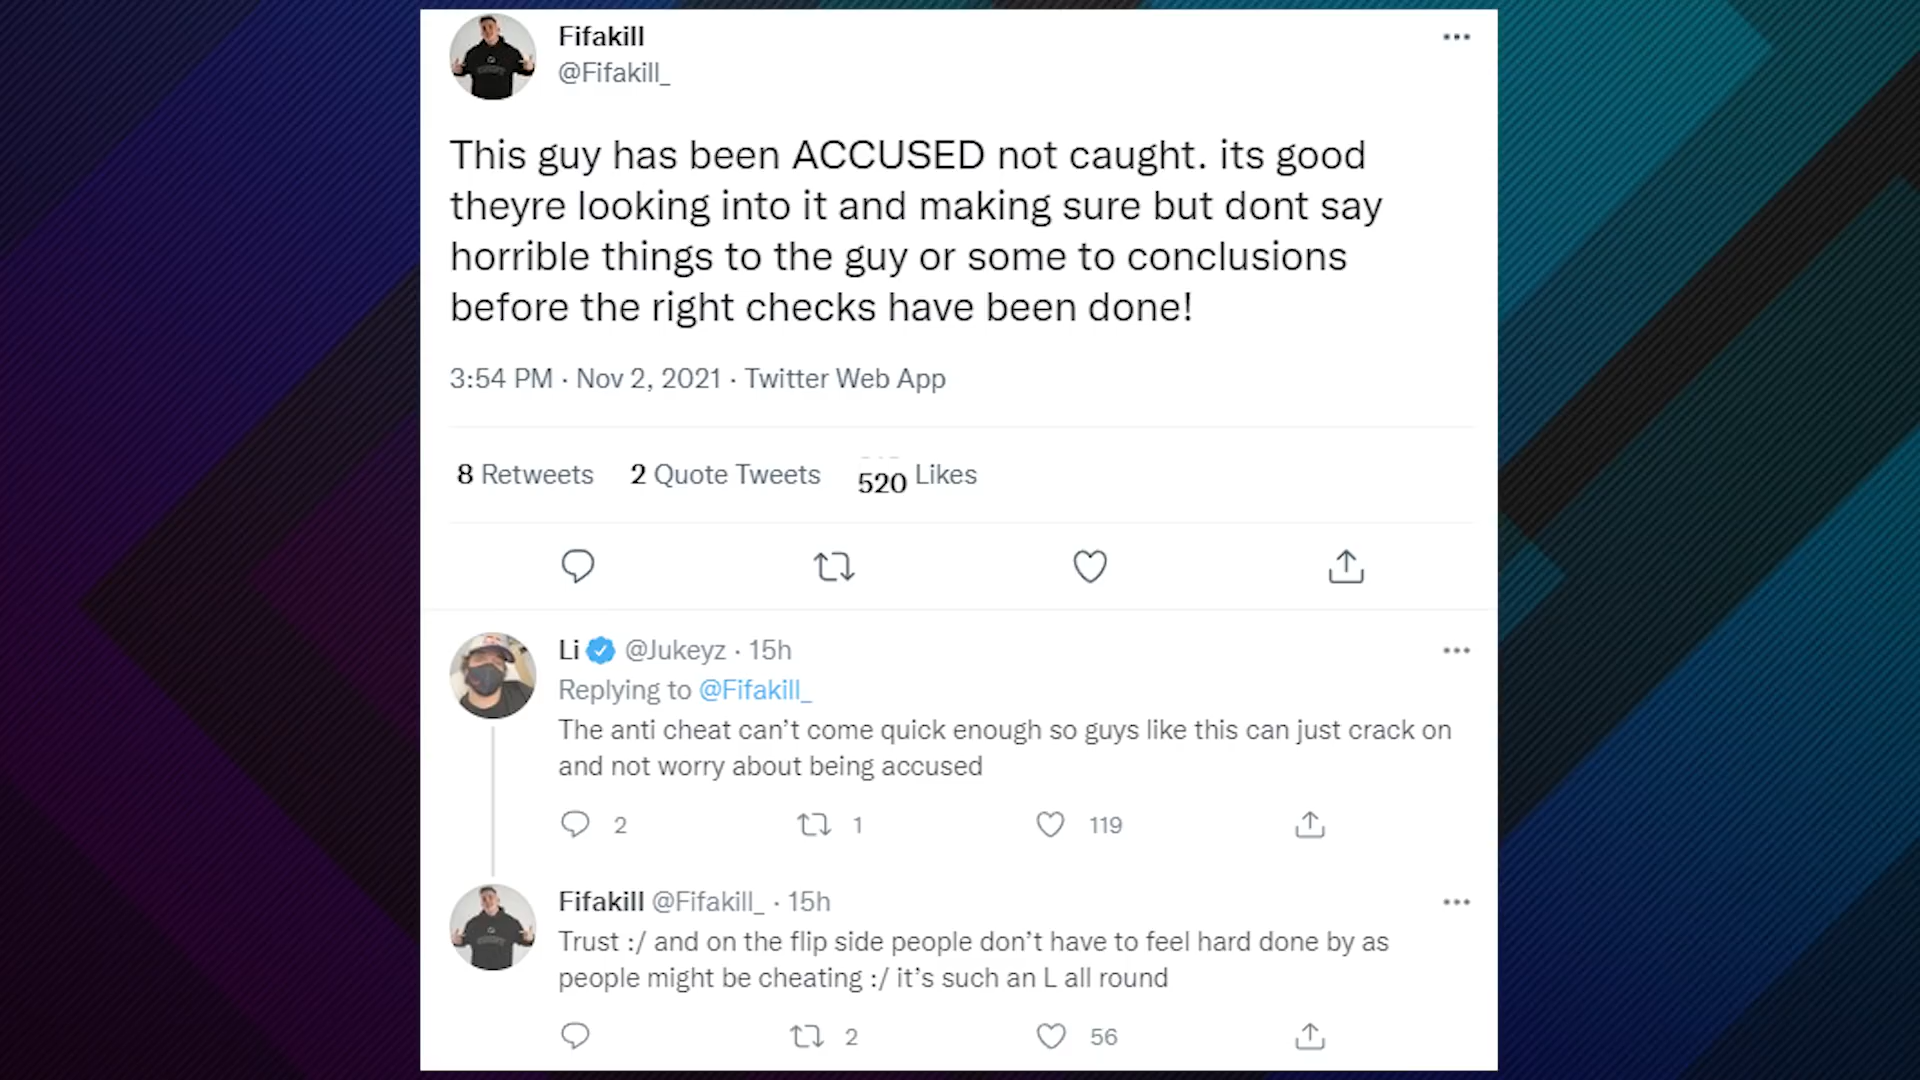 Fifakill
@Fifakill_
This guy has been ACCUSED not caught. its good
theyre looking into it and making sure but dont say
horrible things to the guy or some to conclusions
before the right checks have been done!
3:54 PM · Nov 2, 2021 · Twitter Web App
8 Retweets 2 Quote Tweets 520 Likes
Li @Jukeyz · 15h
Replying to @Fifakill_
The anti cheat can’t come quick enough so guys like this can just crack on
and not worry about being accused
2 1 119
Fifakill @Fifakill_ · 15h
Trust :/ and on the flip side people don’t have to feel hard done by as
people might be cheating :/ it’s such an L all round
2 56